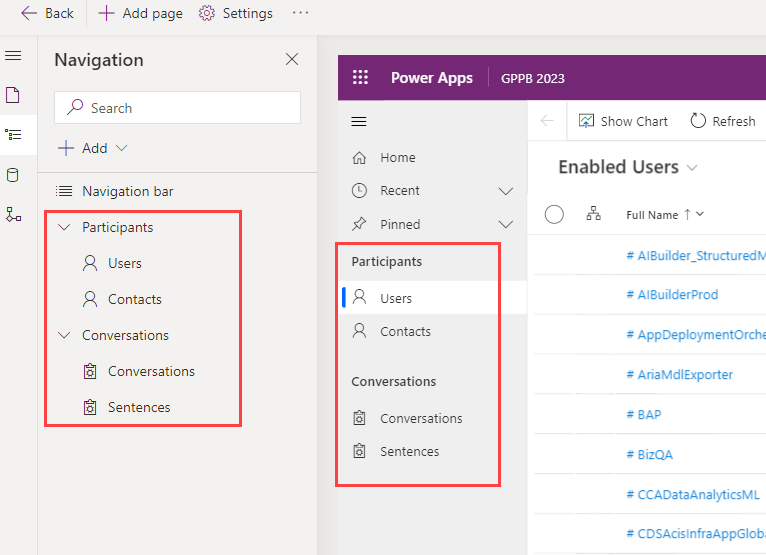 Back
Add page
Settings
Navigation
Search
Add
Navigation bar
Participants
Users
Contacts
Conversations
Conversations
Sentences
Power Apps
GPPB 2023
Home
Recent
Pinned
Participants
Users
Contacts
Conversations
Conversations
Sentences
Show Chart
Refresh
Enabled Users
Full Name
# AIBuilder_StructuredM
# AIBuilderProd
# AppDeploymentOrche
# AriaMdlExporter
# BAP
# BizQA
# CCADataAnalyticsML
# CDSAcisInfraAppGloba